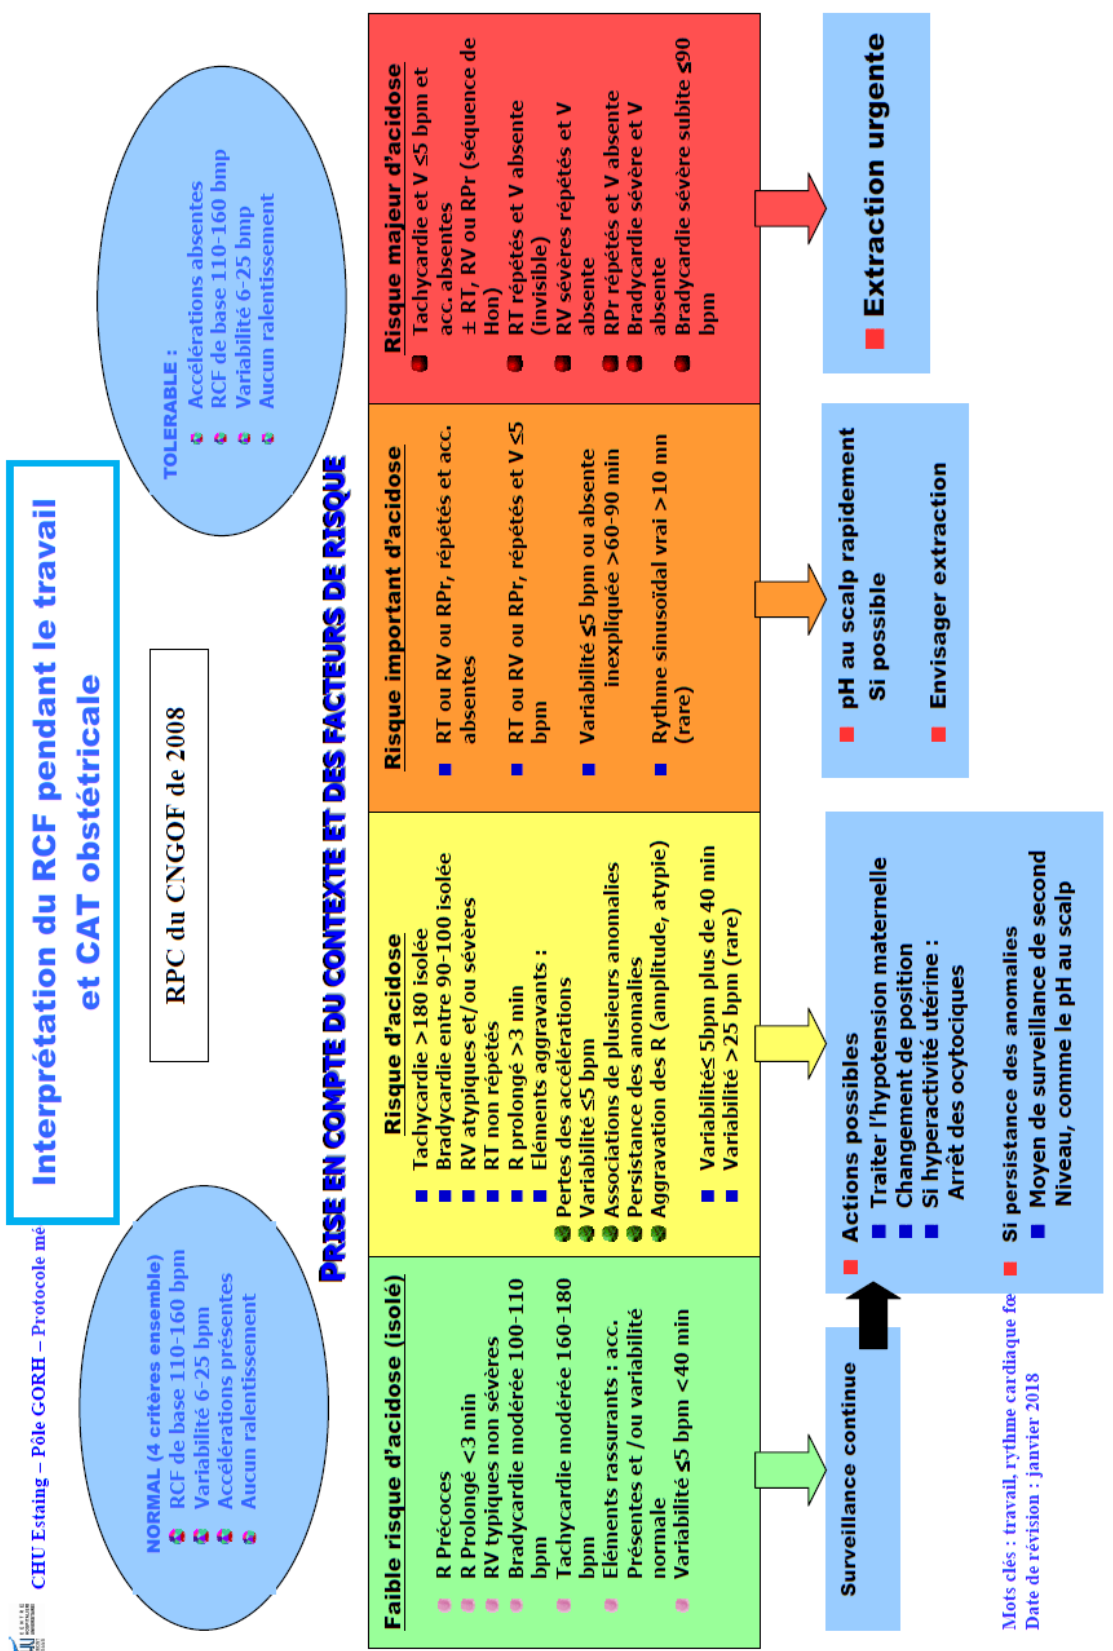 CHU Estaing – Pôle GORH – Protocole mé
Interprétation du RCF pendant le travail
et CAT obstétricale
RPC du CNGOF de 2008
NORMAL (4 critères ensemble)
RCF de base 110-160 bpm
Variabilité 6-25 bpm
Accélérations présentes
Aucun ralentissement
TOLERABLE :
Accélérations absentes
RCF de base 110-160 bmp
Variabilité 6-25 bmp
Aucun ralentissement
PRISE EN COMPTE DU CONTEXTE ET DES FACTEURS DE RISQUE
Faible risque d'acidose (isolé)
R Précoces
R Prolongé <3 min
RV typiques non sévères
Bradycardie modérée 100-110
bpm
Tachycardie modérée 160-180
bpm
Eléments rassurants : acc.
Présentes et /ou variabilité
normale
Variabilité ≤5 bpm <40 min
Risque d'acidose
Tachycardie >180 isolée
Bradycardie entre 90-100 isolée
RV atypiques et/ou sévères
RT non répétés
R prolongé >3 min
Eléments aggravants :
Pertes des accélérations
Variabilité ≤5 bpm
Associations de plusieurs anomalies
Persistance des anomalies
Aggravation des R (amplitude, atypie)
Variabilité≤ 5bpm plus de 40 min
Variabilité >25 bpm (rare)
Risque important d'acidose
RT ou RV ou RPr, répétés et acc.
absentes
RT ou RV ou RPr, répétés et V ≤5
bpm
Variabilité ≤5 bpm ou absente
inexpliquée >60-90 min
Rythme sinusoïdal vrai >10 mn
(rare)
Risque majeur d'acidose
Tachycardie et V ≤5 bpm et
acc. absentes
± RT, RV ou RPr (séquence de
Hon)
RT répétés et V absente
(invisible)
RV sévères répétés et V
absente
RPr répétés et V absente
Bradycardie sévère et V
absente
Bradycardie sévère subite ≤90
bpm
Surveillance continue
Actions possibles
Traiter l'hypotension maternelle
Changement de position
Si hyperactivité utérine :
Arrêt des ocytociques
Si persistance des anomalies
Moyen de surveillance de second
Niveau, comme le pH au scalp
pH au scalp rapidement
Si possible
Envisager extraction
Extraction urgente
Mots clés : travail, rythme cardiaque fœ
Date de révision : janvier 2018